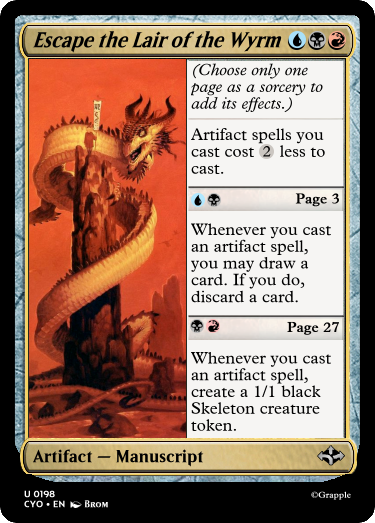 Escape the Lair of the Wyrm
(Choose only one
page as a sorcery to
add its effects.)
Artifact spells you
cast cost 2 less to
cast.
Page 3
Whenever you cast
an artifact spell,
you may draw a
card. If you do,
discard a card.
Page 27
Whenever you cast
an artifact spell,
create a 1/1 black
Skeleton creature
token.
Artifact — Manuscript
U 0198
CYO • EN Brom
©Grapple